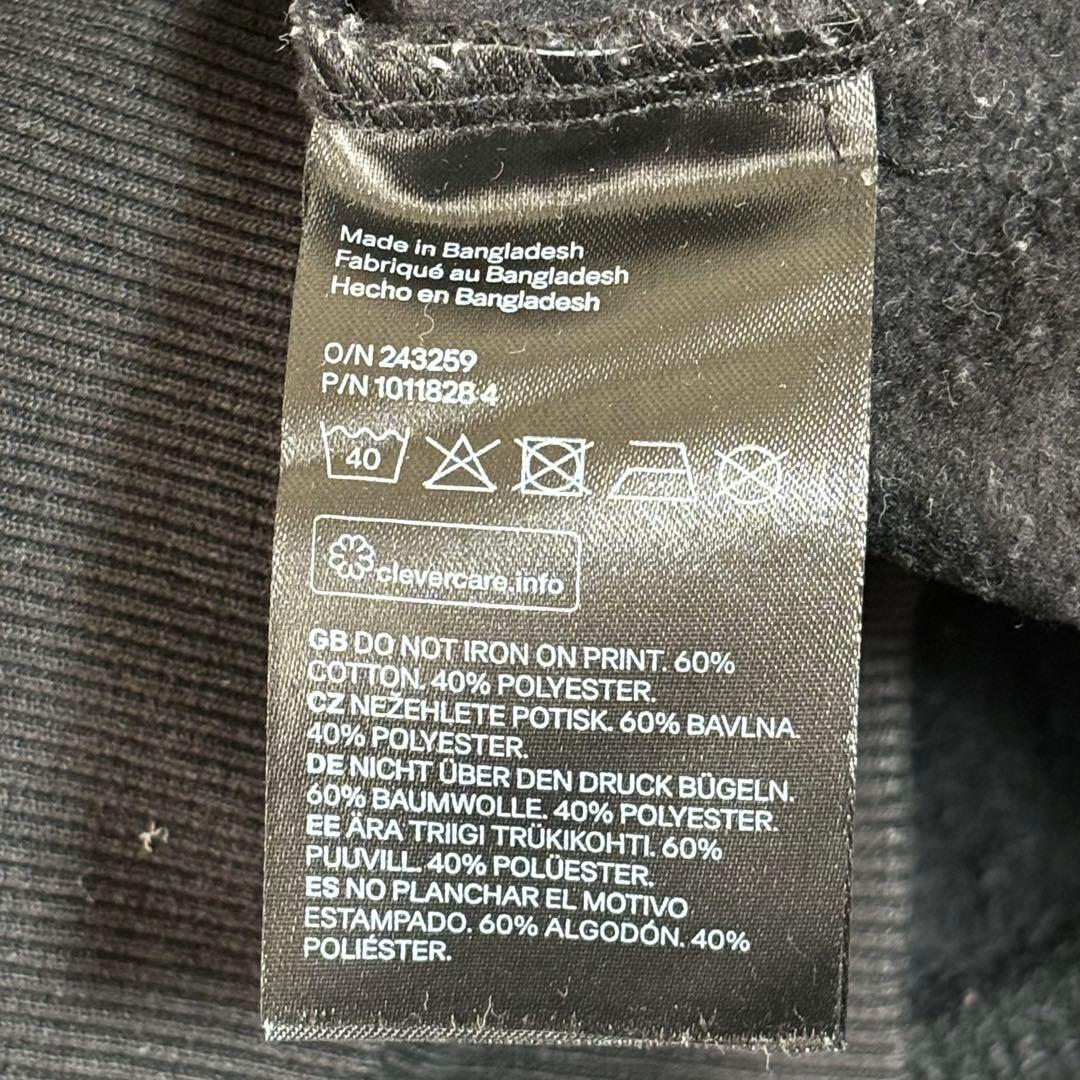 Made in Bangladesh
Fabriqué au Bangladesh
Hecho en Bangladesh
O/N 243259
P/N 1011828-4
40
clevercare.info
GB DO NOT IRON ON PRINT. 60%
COTTON. 40% POLYESTER.
CZ NEŽEHLETE POTISK. 60% BAVLNA.
40% POLYESTER.
DE NICHT ÜBER DEN DRUCK BÜGELN.
60% BAUMWOLLE. 40% POLYESTER.
EE ÄRA TRIIGI TRÜKIKOHTI. 60%
PUUVILL. 40% POLÜESTER.
ES NO PLANCHAR EL MOTIVO
ESTAMPADO. 60% ALGODÓN. 40%
POLIÉSTER.